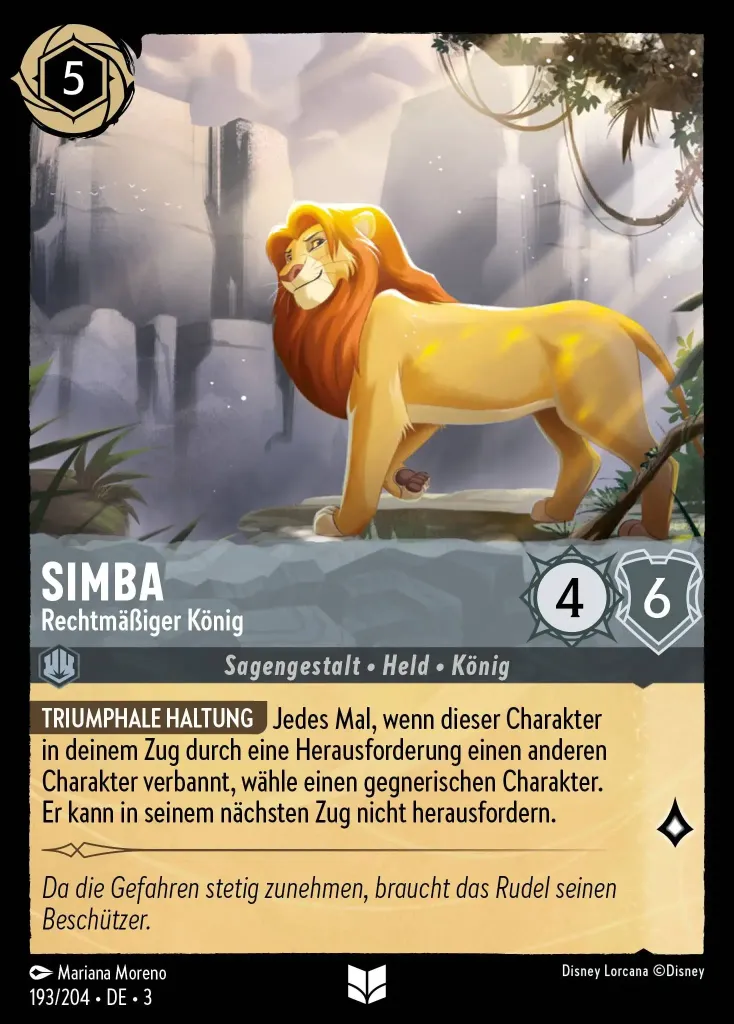 5
SIMBA
Rechtmäßiger König
4
6
Sagengestalt • Held • König
TRIUMPHALE HALTUNG Jedes Mal, wenn dieser Charakter
in deinem Zug durch eine Herausforderung einen anderen
Charakter verbannt, wähle einen gegnerischen Charakter.
Er kann in seinem nächsten Zug nicht herausfordern.
Da die Gefahren stetig zunehmen, braucht das Rudel seinen
Beschützer.
Mariana Moreno
193/204 • DE • 3
Disney Lorcana ©Disney